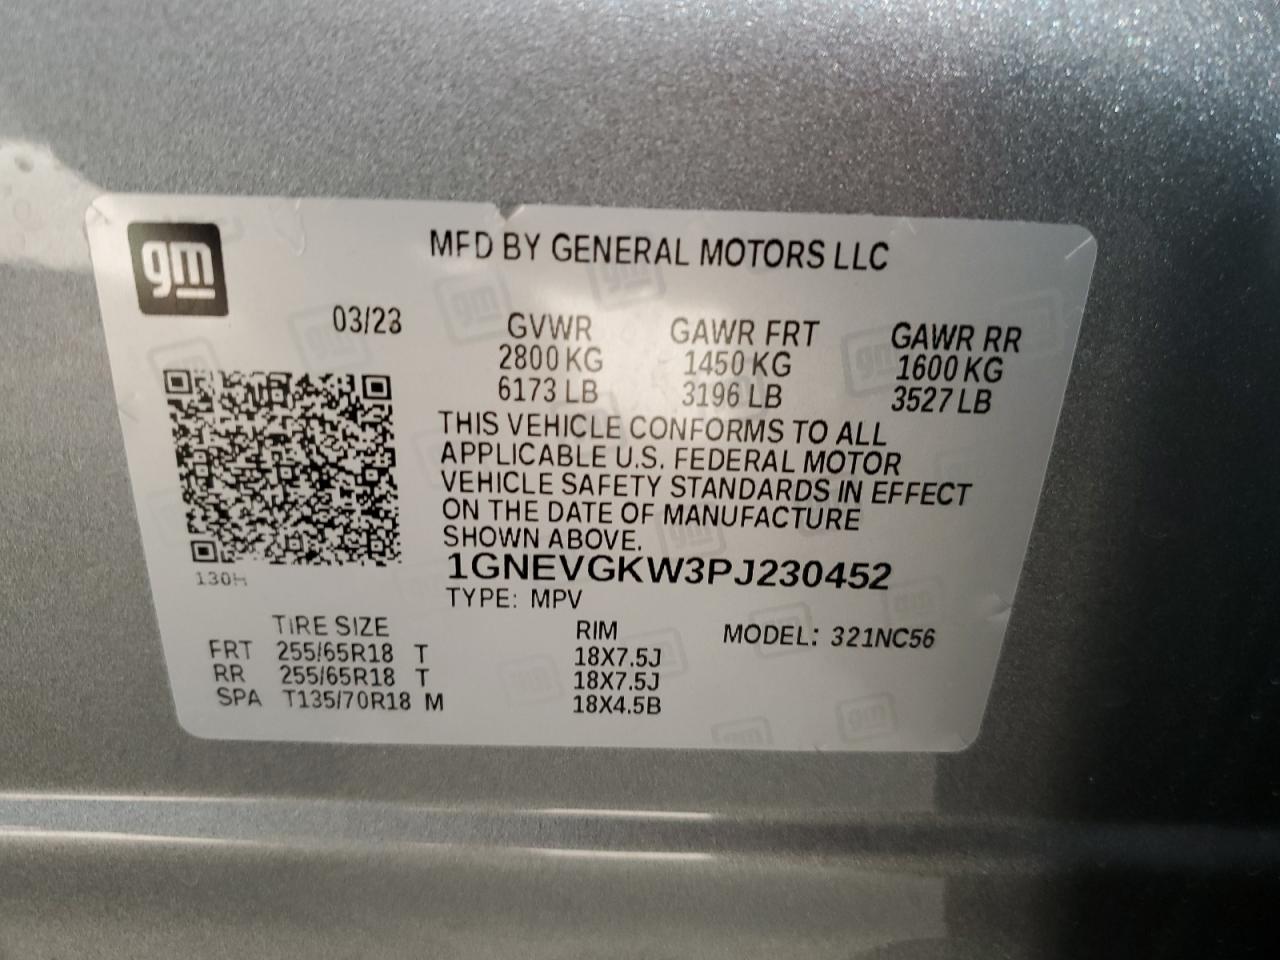 gm
MFD BY GENERAL MOTORS LLC
03/23
GVWR GAWR FRT GAWR RR
2800 KG 1450 KG 1600 KG
6173 LB 3196 LB 3527 LB
THIS VEHICLE CONFORMS TO ALL
APPLICABLE U.S. FEDERAL MOTOR
VEHICLE SAFETY STANDARDS IN EFFECT
ON THE DATE OF MANUFACTURE
SHOWN ABOVE.
130H
1GNEVGKW3PJ230452
TYPE: MPV
TIRE SIZE RIM MODEL: 321NC56
FRT 255/65R18 T 18X7.5J
RR 255/65R18 T 18X7.5J
SPA T135/70R18 M 18X4.5B